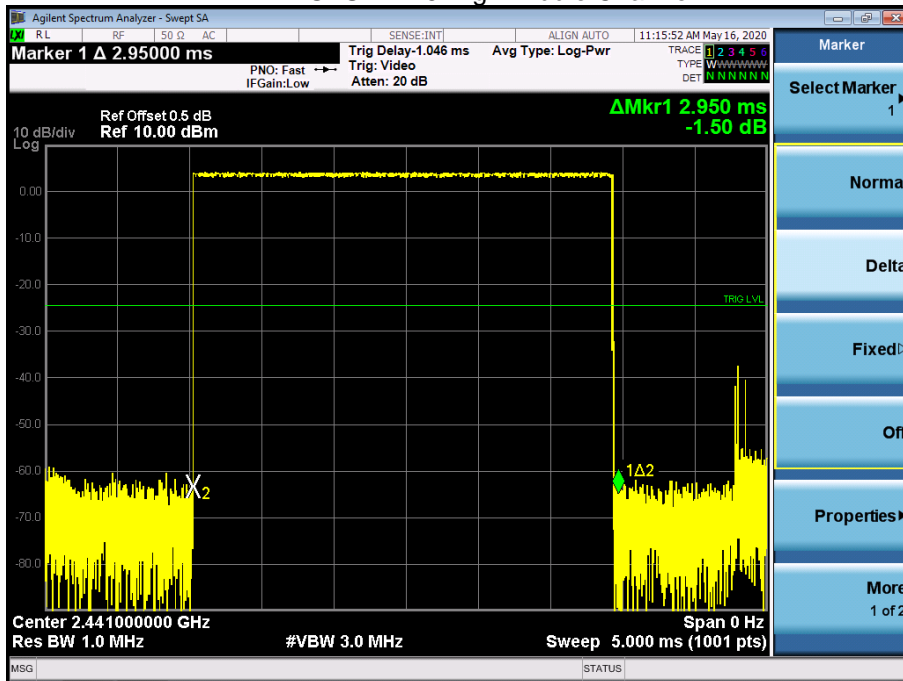 Agilent Spectrum Analyzer - Swept SA
LXI RL RF 50 Ω AC SENSE:INT ALIGN AUTO 11:15:52 AM May 16, 2020
Marker 1 Δ 2.95000 ms
PNO: Fast
IFGain:Low
Trig Delay-1.046 ms
Trig: Video
Atten: 20 dB
Avg Type: Log-Pwr
TRACE 1 2 3 4 5 6
TYPE WWWWWW
DET N N N N N N
Ref Offset 0.5 dB
10 dB/div Ref 10.00 dBm
Log
ΔMkr1 2.950 ms
-1.50 dB
0.00
-10.0
-20.0
TRIG LVL
-30.0
-40.0
-50.0
-60.0
1Δ2
X2
-70.0
-80.0
Center 2.441000000 GHz
Span 0 Hz
Res BW 1.0 MHz
#VBW 3.0 MHz
Sweep 5.000 ms (1001 pts)
MSG
STATUS
Marker
Select Marker
1
Norma
Delta
Fixed
Off
Properties
More
1 of 2